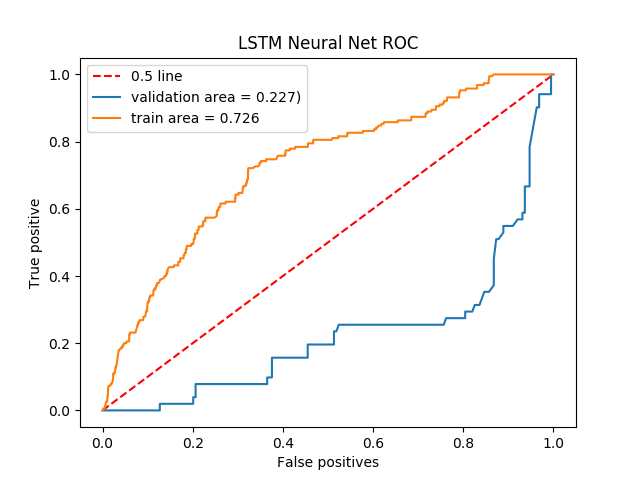 LSTM Neural Net ROC
0.5 line
validation area = 0.227)
train area = 0.726
True positive
1.0
0.8
0.6
0.4
0.2
0.0
0.0 0.2 0.4 0.6 0.8 1.0
False positives